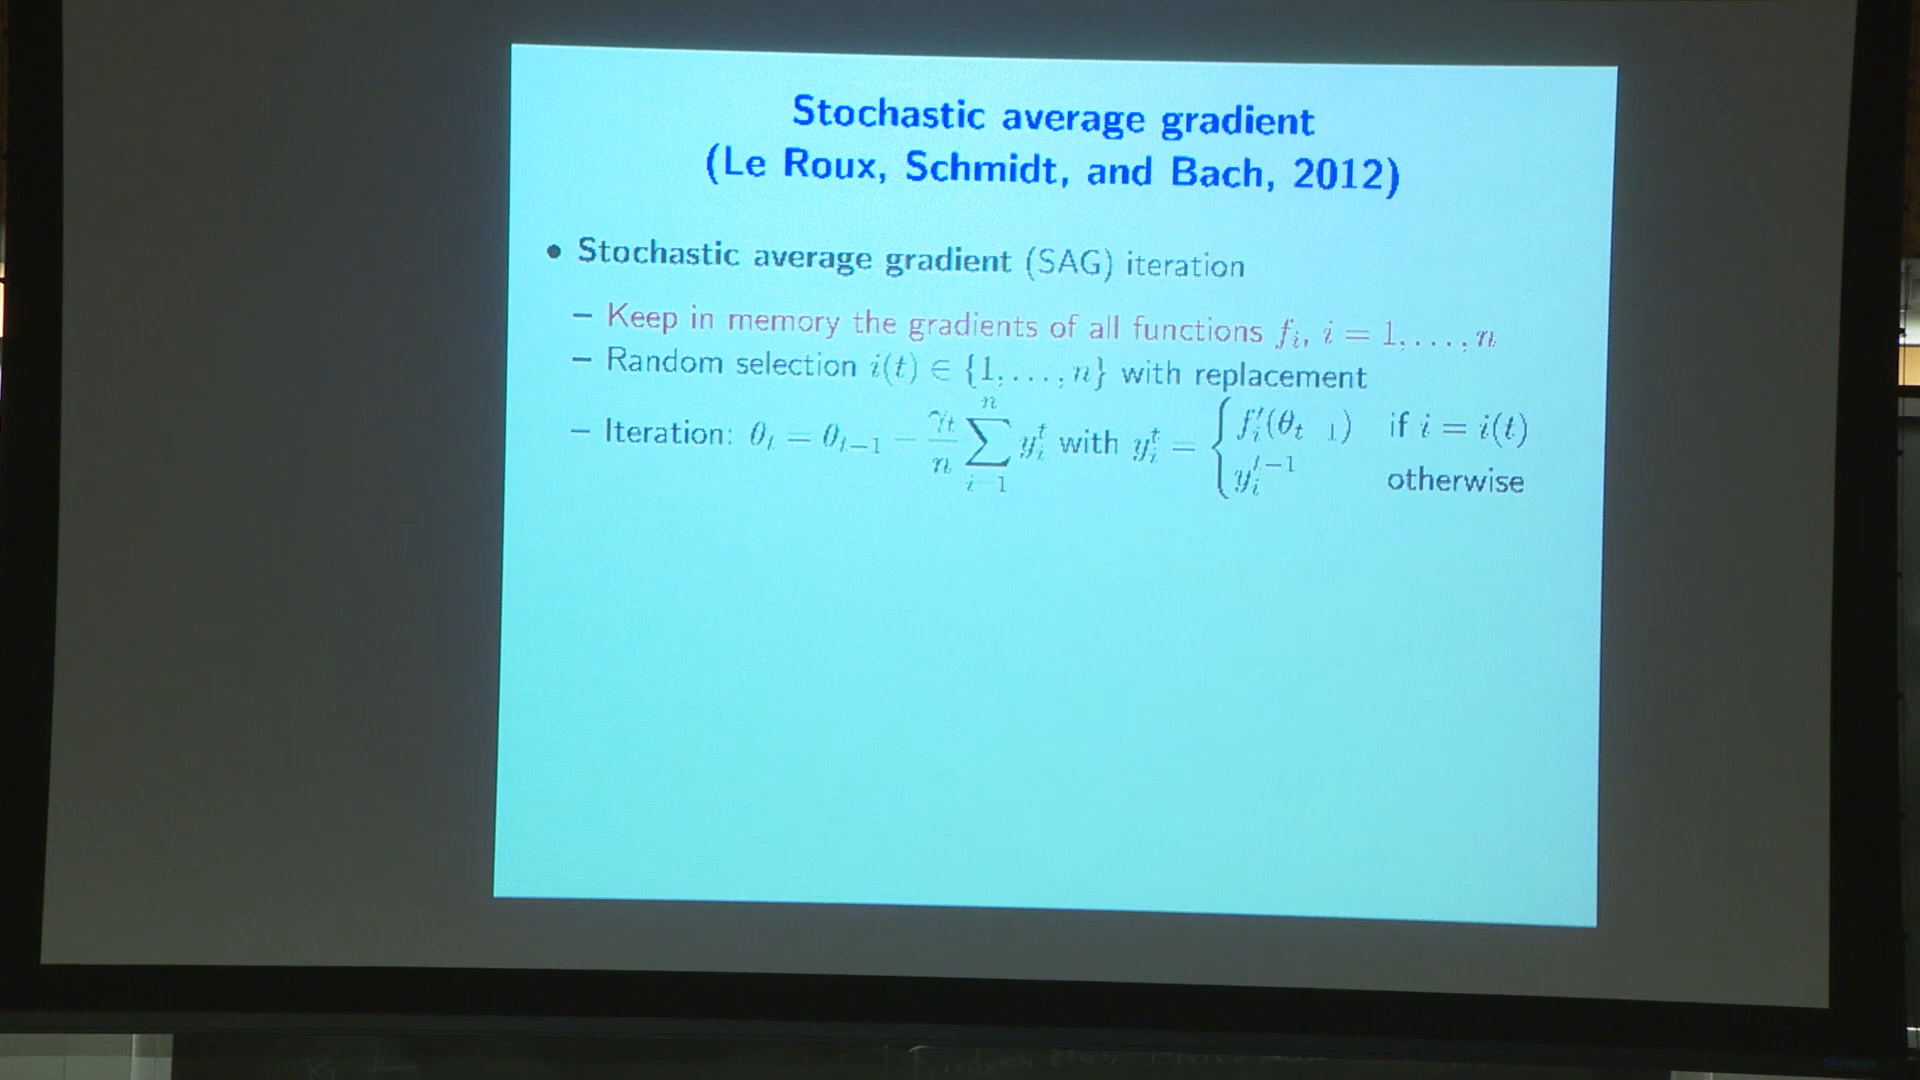 Stochastic average gradient
(Le Roux, Schmidt, and Bach, 2012)
• Stochastic average gradient (SAG) iteration
– Keep in memory the gradients of all functions f_i, i = 1, . . . , n
– Random selection i(t) ∈ {1, . . . , n} with replacement
– Iteration: θ_t = θ_{t−1} − γ_t/n ∑_{i=1}^n y_i^t with y_i^t = { f_i′(θ_{t−1}) if i = i(t)
y_i^{t−1} otherwise